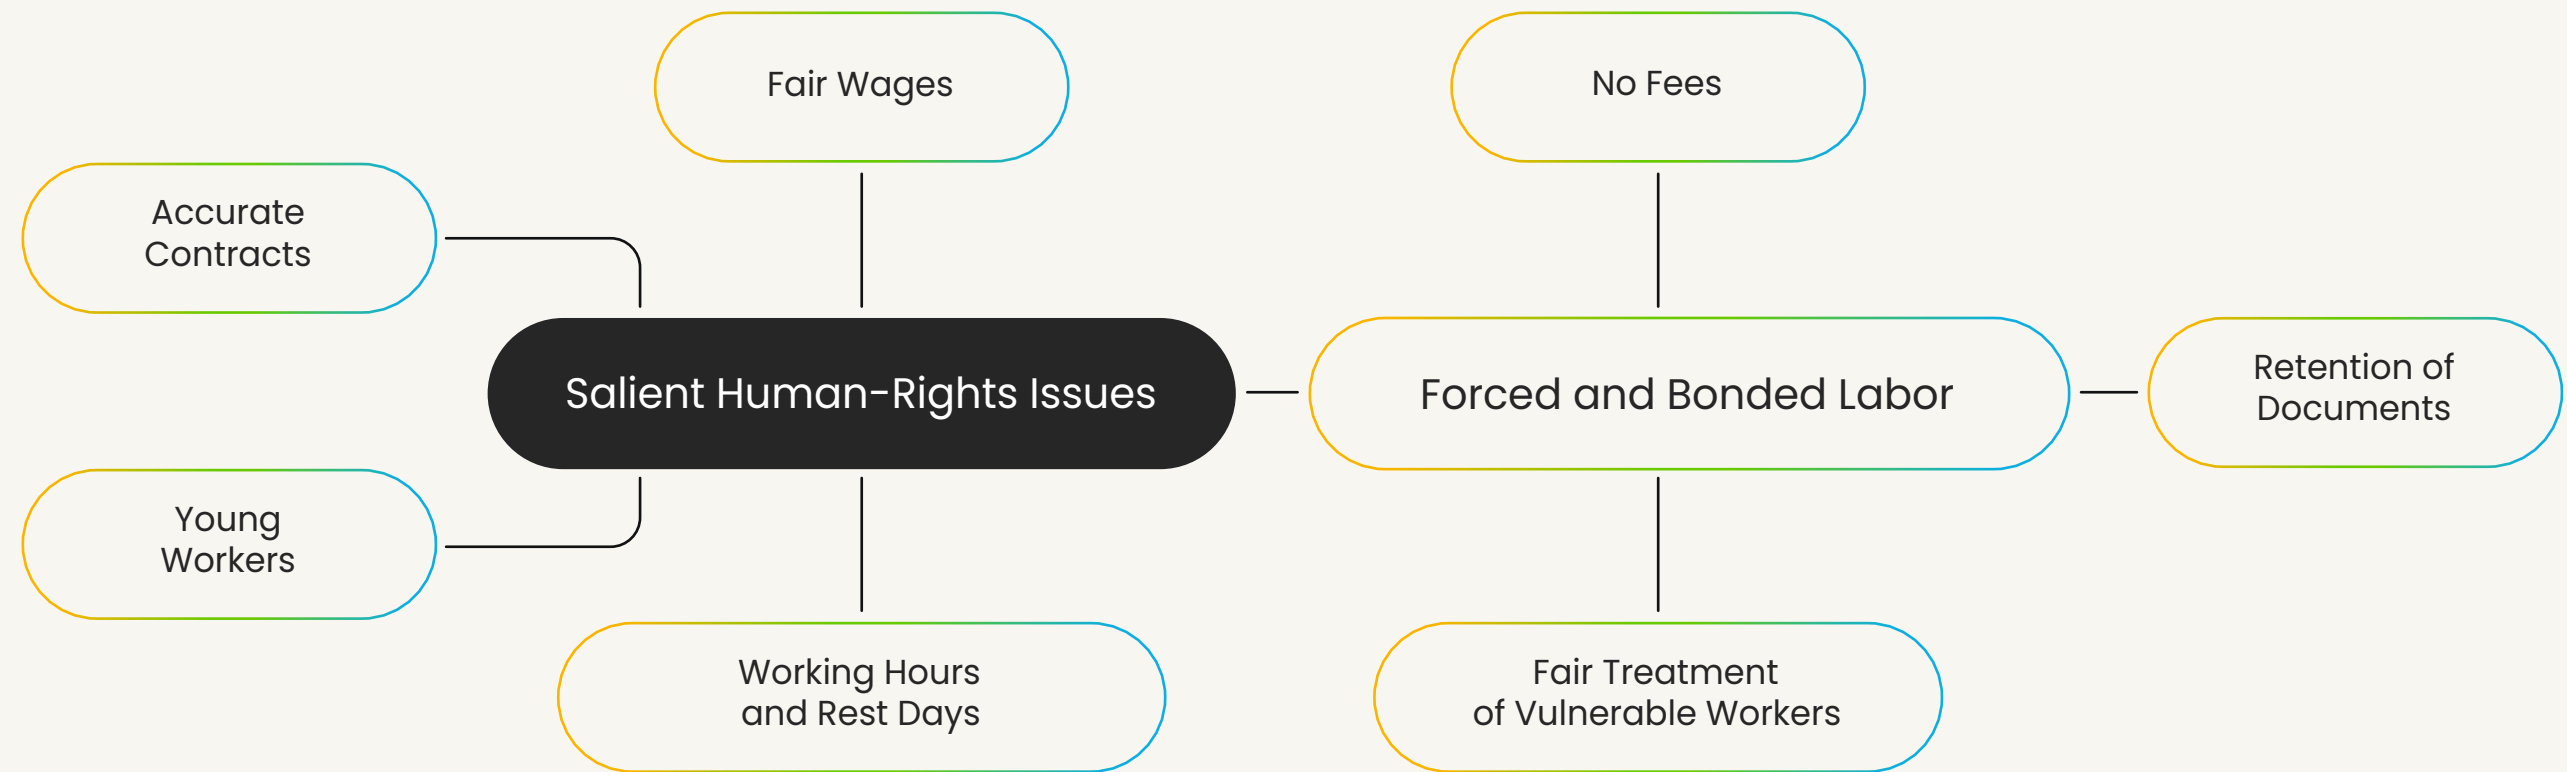 Fair Wages
No Fees
Accurate
Contracts
Salient Human-Rights Issues
Forced and Bonded Labor
Retention of
Documents
Young
Workers
Working Hours
and Rest Days
Fair Treatment
of Vulnerable Workers